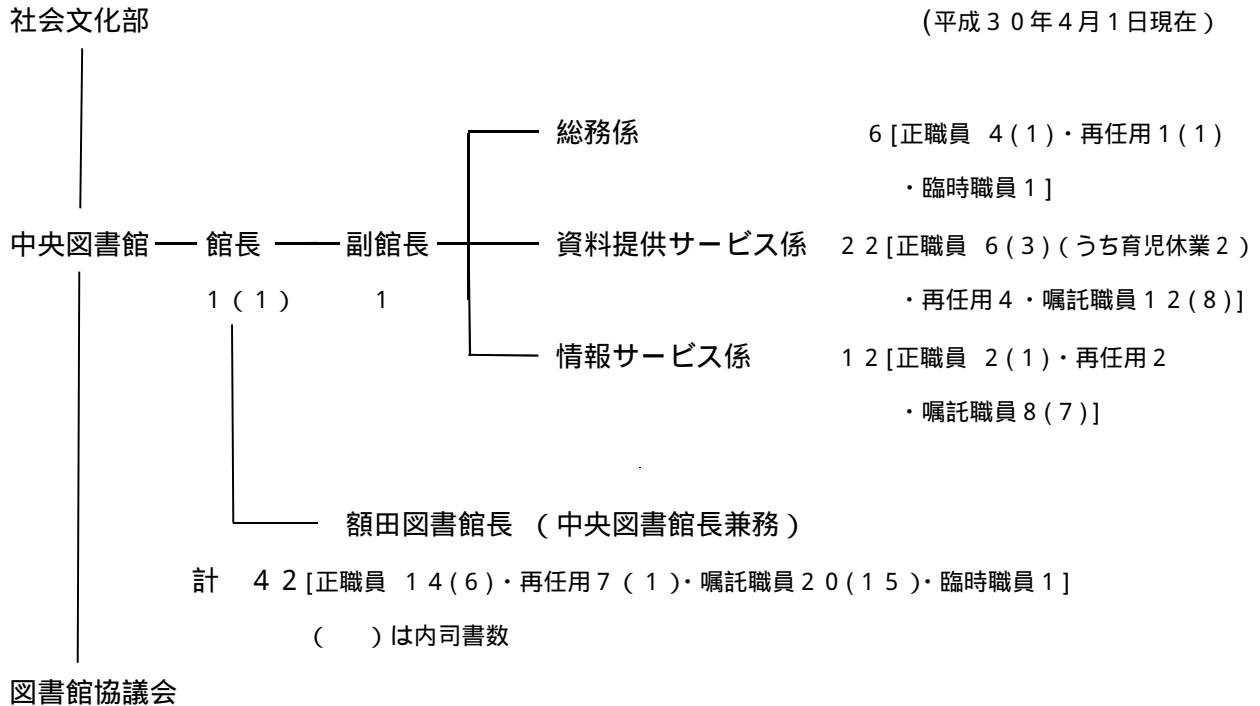 社会文化部 (平成30年4月1日現在)
総務係 6[正職員 4(1)・再任用1(1)
・臨時職員1]
中央図書館 館長 副館長 資料提供サービス係 22[正職員 6(3)(うち育児休業2)
1(1) 1 ・再任用4・嘱託職員12(8)]
情報サービス係 12[正職員 2(1)・再任用2
・嘱託職員8(7)]
額田図書館長 (中央図書館長兼務)
計 42[正職員 14(6)・再任用7(1)・嘱託職員20(15)・臨時職員1]
( )は内司書数
図書館協議会